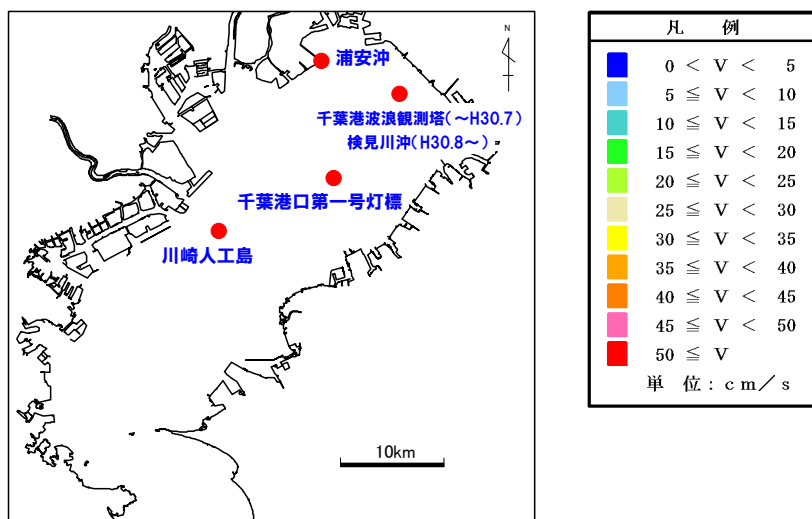 N
浦安沖
千葉港波浪観測塔(～H30.7)
検見川沖(H30.8～)
千葉港口第一号灯標
川崎人工島
10km
凡 例
0 < V < 5
5 ≦ V < 10
10 ≦ V < 15
15 ≦ V < 20
20 ≦ V < 25
25 ≦ V < 30
30 ≦ V < 35
35 ≦ V < 40
40 ≦ V < 45
45 ≦ V < 50
50 ≦ V
単 位 : c m ／ s